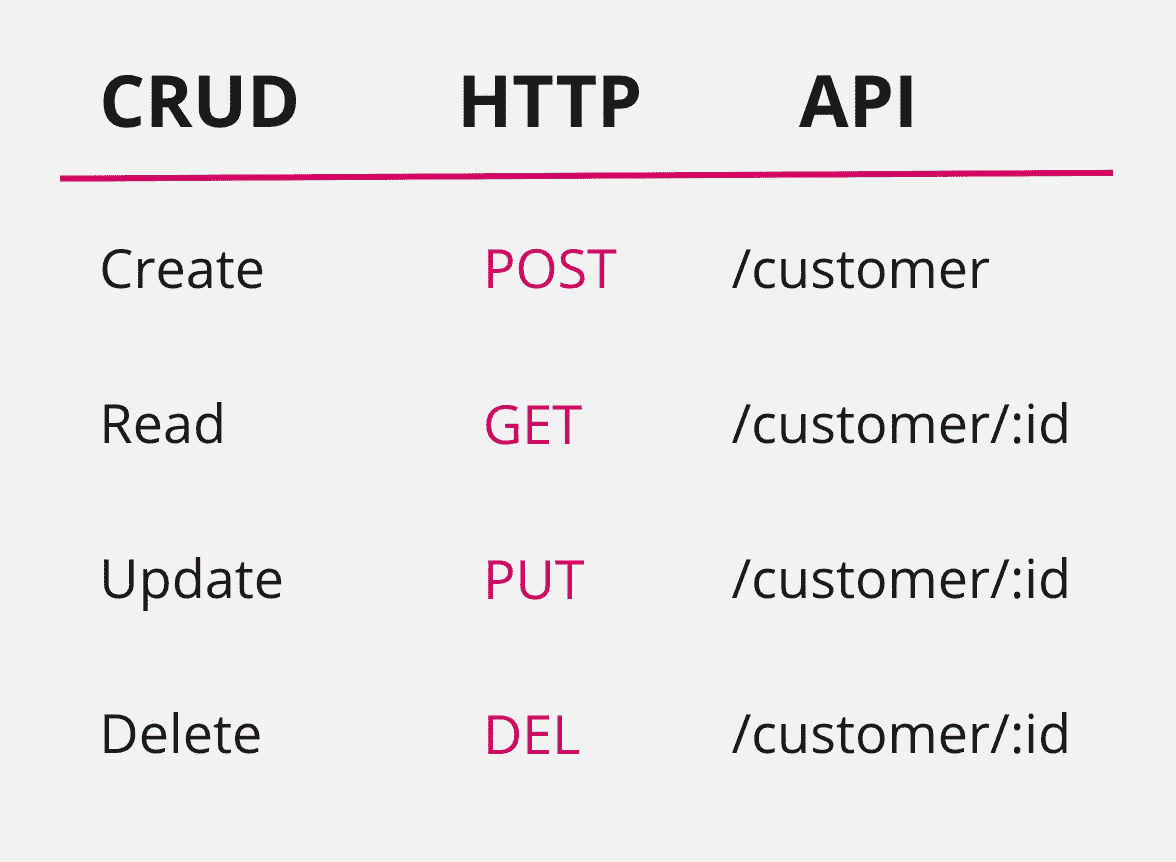 CRUD HTTP API
Create POST /customer
Read GET /customer/:id
Update PUT /customer/:id
Delete DEL /customer/:id